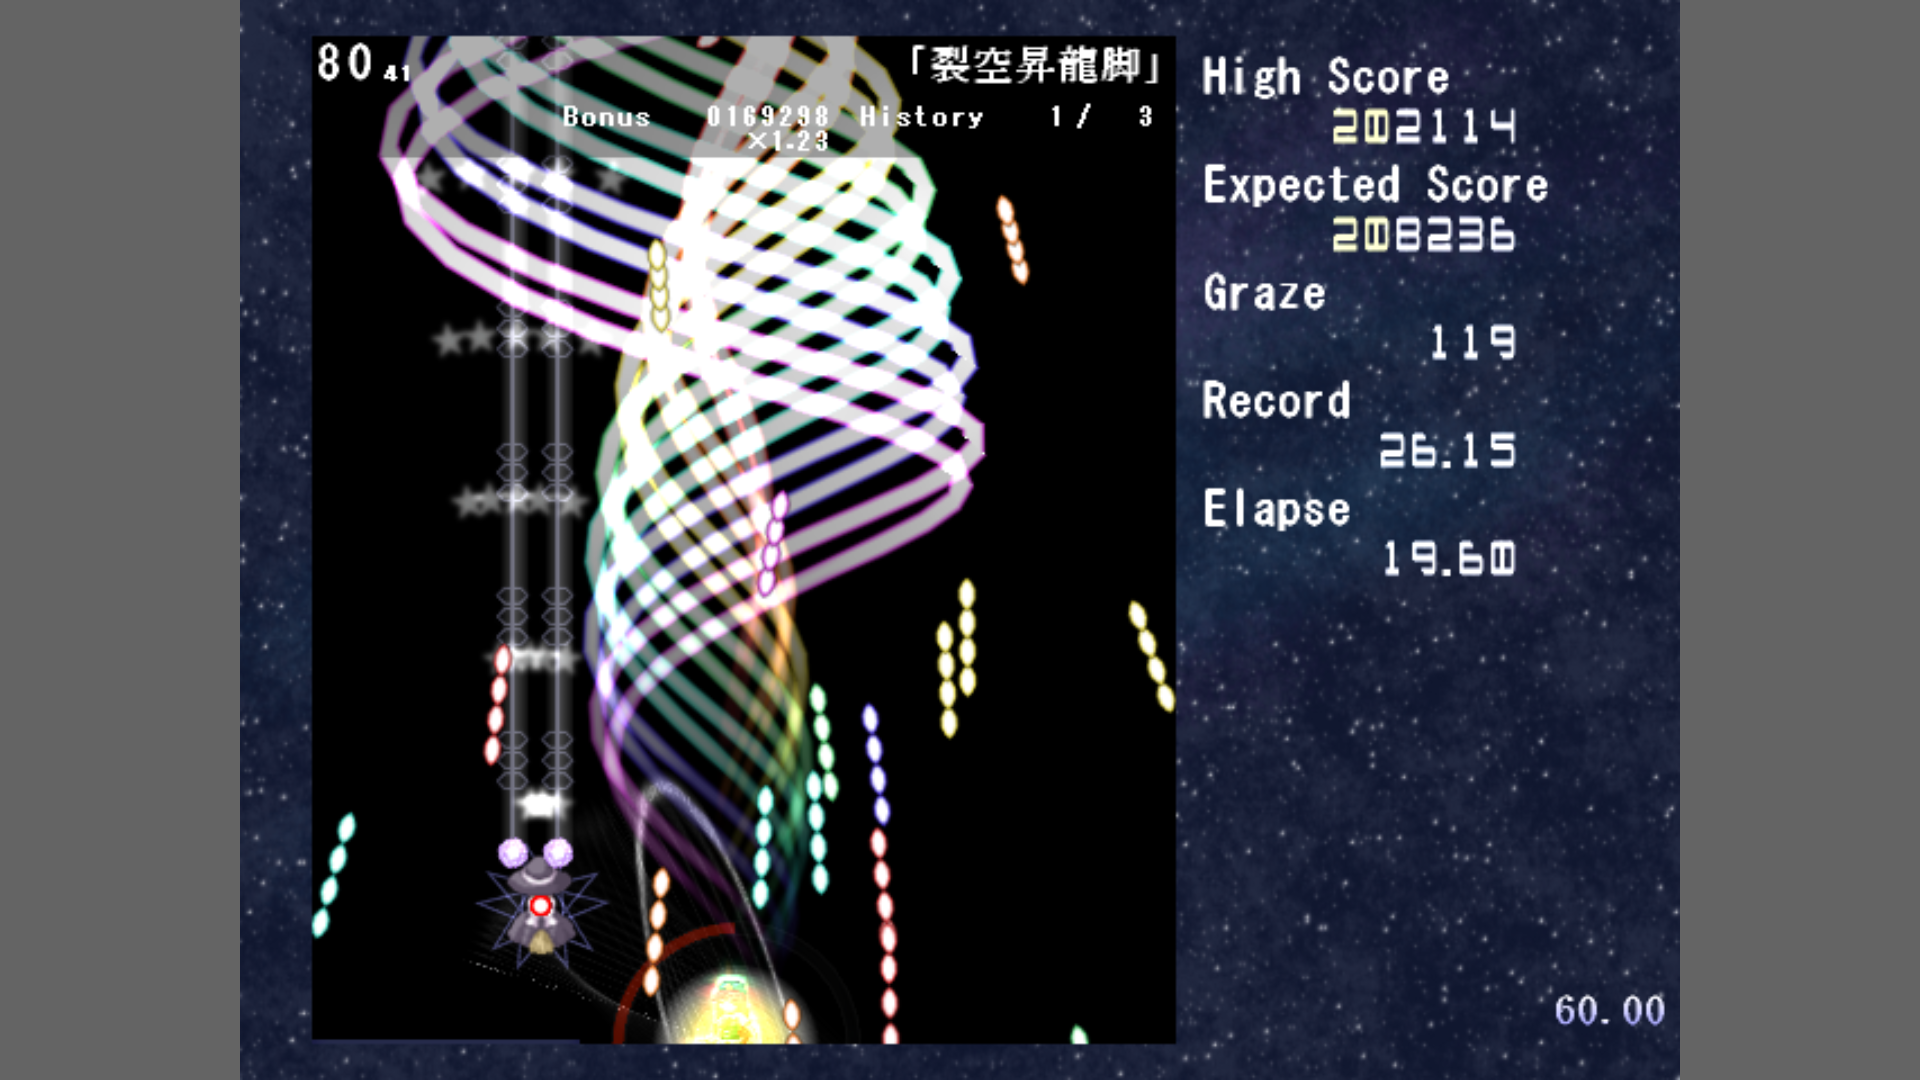 80 41
「裂空昇龍脚」
Bonus 0169298 History 1 / 3
×1.23
High Score
202114
Expected Score
208236
Graze
119
Record
26.15
Elapse
19.60
60.00